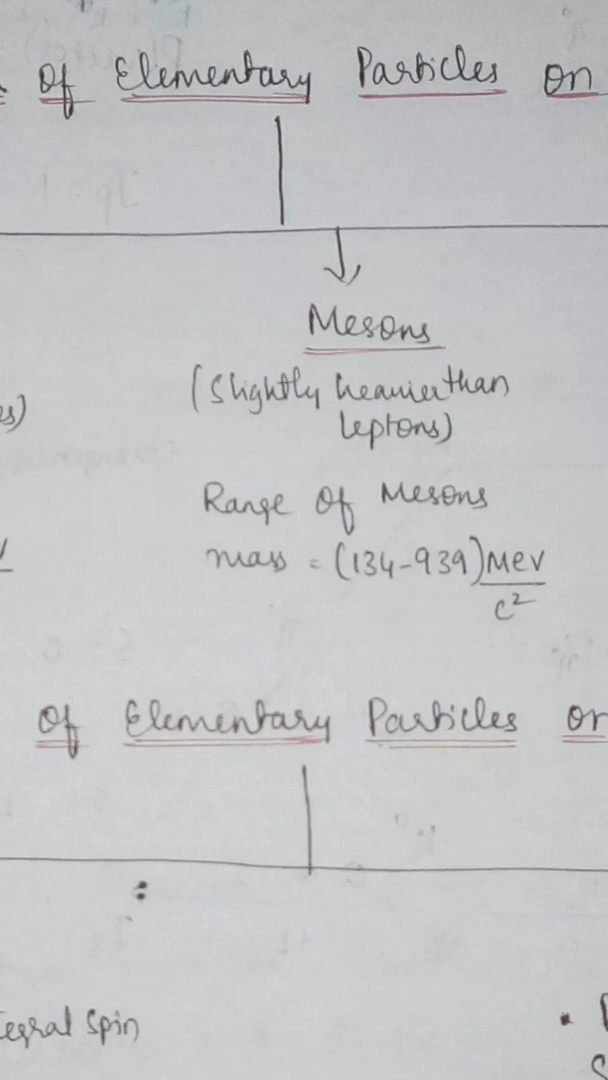 Of Elementary Particles on
Mesons
(Slightly heavier than
leptons)
es)
Range of Mesons
mass = (134-939) MeV/c²
Of Elementary Particles on
egral Spin